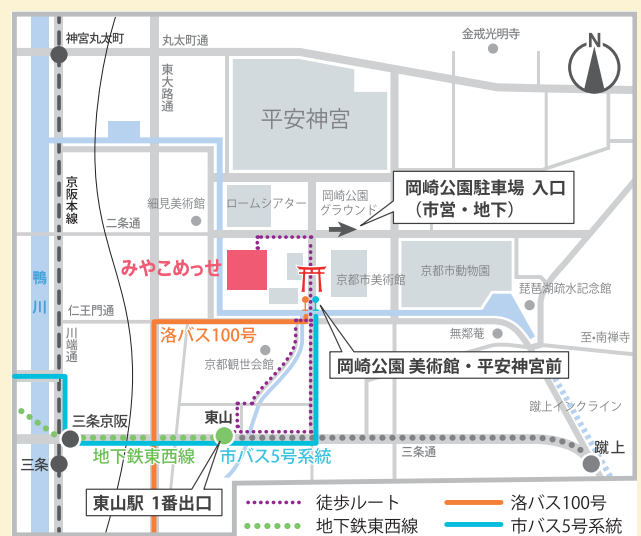 神宮丸太町
丸太町通
金戒光明寺
N
東大路通
平安神宮
京阪本線
岡崎公園駐車場 入口
（市営・地下）
岡崎公園
グラウンド
ロームシアター
細見美術館
二条通
みやこめっせ
京都市美術館
京都市動物園
鴨川
琵琶湖疏水記念館
仁王門通
川端通
洛バス100号
無鄰菴
至・南禅寺
京都観世会館
岡崎公園 美術館・平安神宮前
蹴上インクライン
三条京阪
東山
三条
地下鉄東西線
市バス5号系統
三条通
蹴上
東山駅 1番出口
徒歩ルート
洛バス100号
地下鉄東西線
市バス5号系統